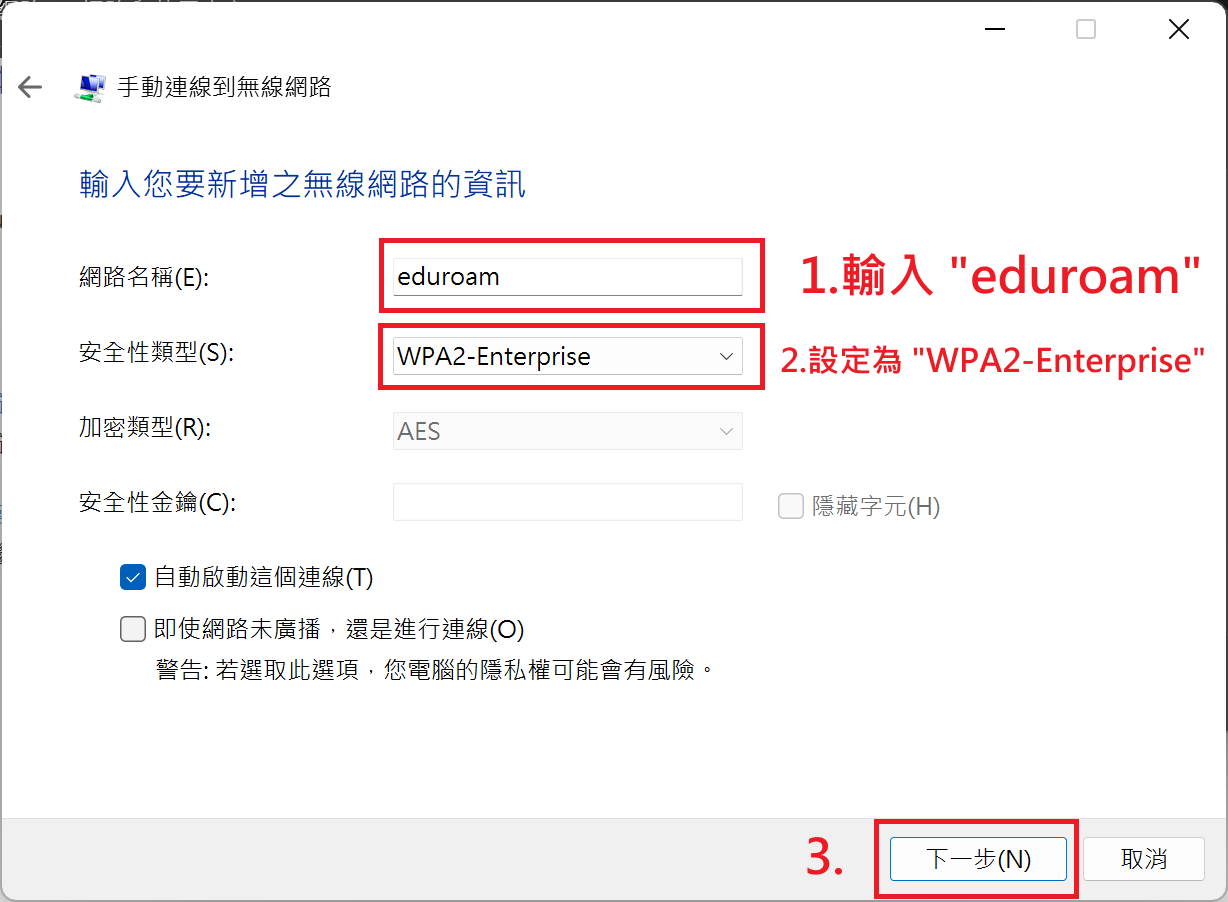 手動連線到無線網路
輸入您要新增之無線網路的資訊
網路名稱(E):
eduroam
1.輸入 "eduroam"
安全性類型(S):
WPA2-Enterprise
2.設定為 "WPA2-Enterprise"
加密類型(R):
AES
安全性金鑰(C):
隱藏字元(H)
自動啟動這個連線(T)
即使網路未廣播，還是進行連線(O)
警告: 若選取此選項，您電腦的隱私權可能會有風險。
3.
下一步(N)
取消